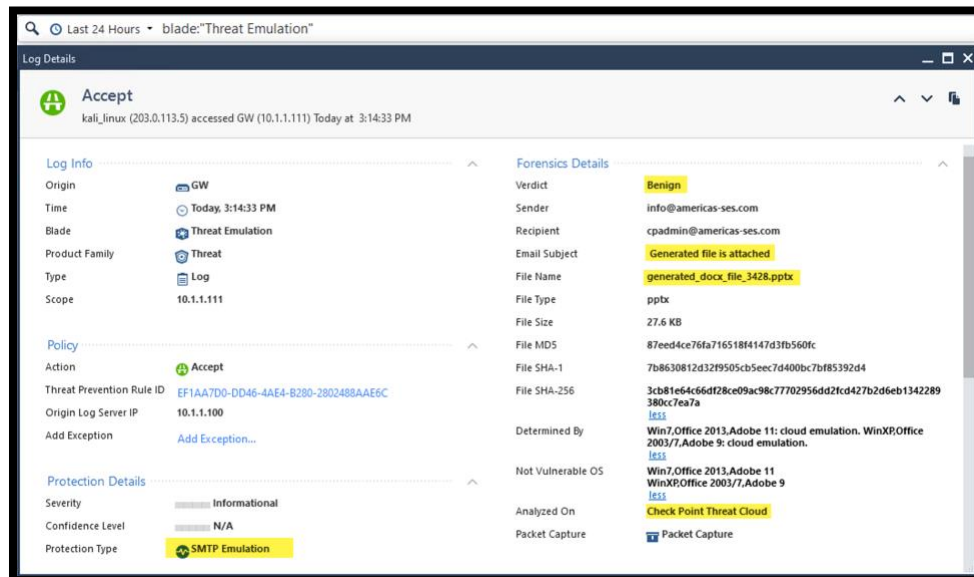 Last 24 Hours blade:"Threat Emulation"
Log Details
Accept
kali_linux (203.0.113.5) accessed GW (10.1.1.111) Today at 3:14:33 PM
Log Info
Origin GW
Time Today, 3:14:33 PM
Blade Threat Emulation
Product Family Threat
Type Log
Scope 10.1.1.111
Policy
Action Accept
Threat Prevention Rule ID EF1AA7D0-DD46-4AE4-B280-2802488AAE6C
Origin Log Server IP 10.1.1.100
Add Exception Add Exception...
Protection Details
Severity Informational
Confidence Level N/A
Protection Type SMTP Emulation
Forensics Details
Verdict Benign
Sender info@americas-ses.com
Recipient cpadmin@americas-ses.com
Email Subject Generated file is attached
File Name generated_docx_file_3428.pptx
File Type pptx
File Size 27.6 KB
File MD5 87eed4ce76fa716518f4147d3fb560fc
File SHA-1 7b8630812d32f9505cb5eec7d400bc7bf85392d4
File SHA-256 3cb81e64c66df28ce09ac98c77702956dd2fcd427b2d6eb1342289
380cc7ea7a
less
Determined By Win7,Office 2013,Adobe 11: cloud emulation. WinXP,Office
2003/7,Adobe 9: cloud emulation.
less
Not Vulnerable OS Win7,Office 2013,Adobe 11
WinXP,Office 2003/7,Adobe 9
less
Analyzed On Check Point Threat Cloud
Packet Capture Packet Capture